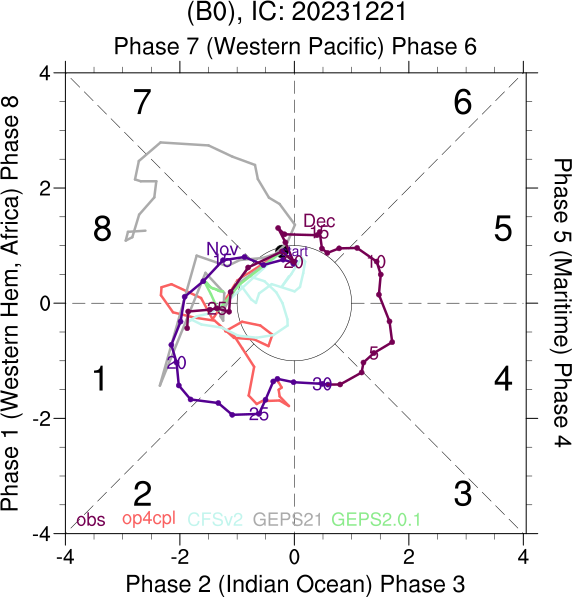 (B0), IC: 20231221
Phase 7 (Western Pacific) Phase 6
4
7
6
2
Dec
15
8
5
Nov
15
Start
20
10
0
25
5
20
1
4
30
-2
25
2
3
obs op4cpl CFSv2 GEPS21 GEPS2.0.1
-4
-4 -2 0 2 4
Phase 2 (Indian Ocean) Phase 3
Phase 1 (Western Hem, Africa) Phase 8
Phase 5 (Maritime) Phase 4